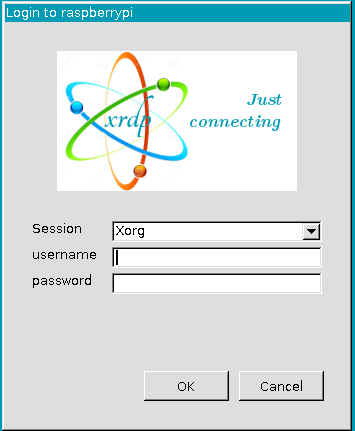 Login to raspberrypi
Just
xrdp connecting
Session Xorg
username
password
OK Cancel